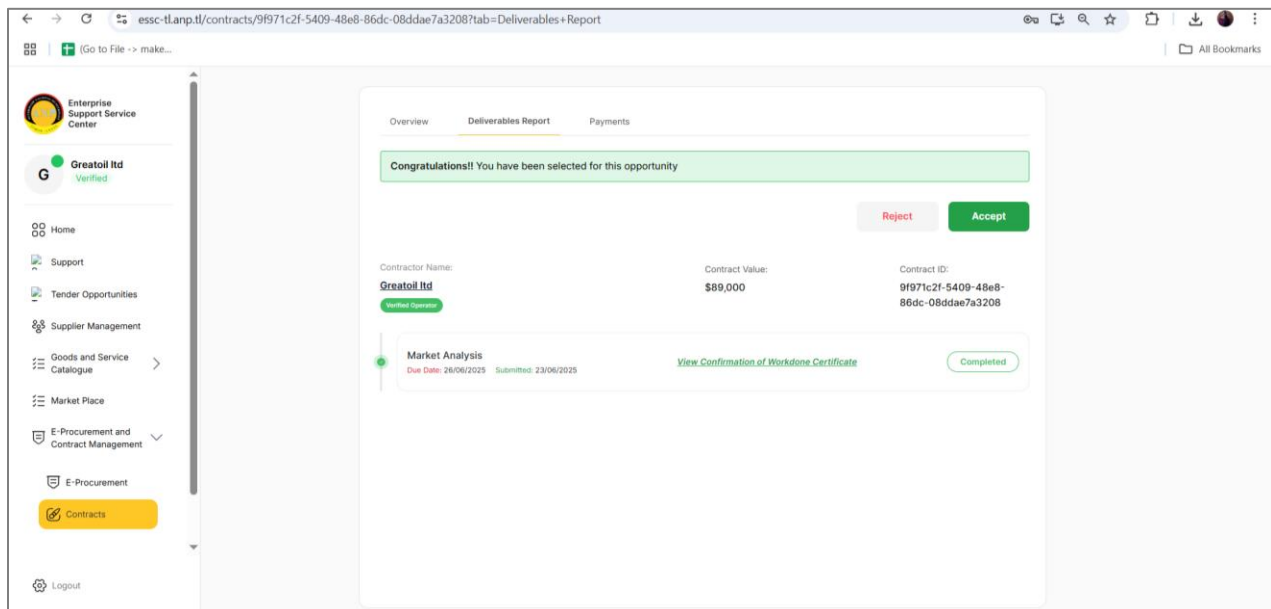 essc-tl.anp.tl/contracts/9f971c2f-5409-48e8-86dc-08ddae7a3208?tab=Deliverables+Report
(Go to File -> make...
All Bookmarks
Enterprise
Support Service
Center
G
Greatoil ltd
Verified
Home
Support
Tender Opportunities
Supplier Management
Goods and Service
Catalogue
Market Place
E-Procurement and
Contract Management
E-Procurement
Contracts
Logout
Overview Deliverables Report Payments
Congratulations!! You have been selected for this opportunity
Reject Accept
Contractor Name: Contract Value: Contract ID:
Greatoil ltd $89,000 9f971c2f-5409-48e8-
86dc-08ddae7a3208
Verified Operator
Market Analysis View Confirmation of Workdone Certificate Completed
Due Date: 26/06/2025 Submitted: 23/06/2025